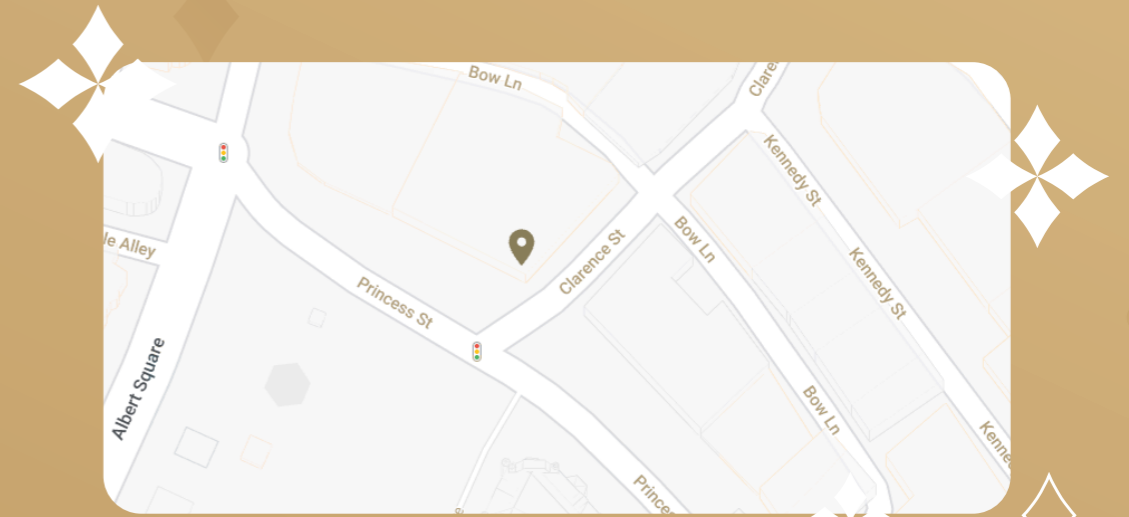 Bow Ln
Clare
Kennedy St
le Alley
Bow Ln
Clarence St
Kennedy St
Princess St
Albert Square
Bow Ln
Kenne
Princes
e